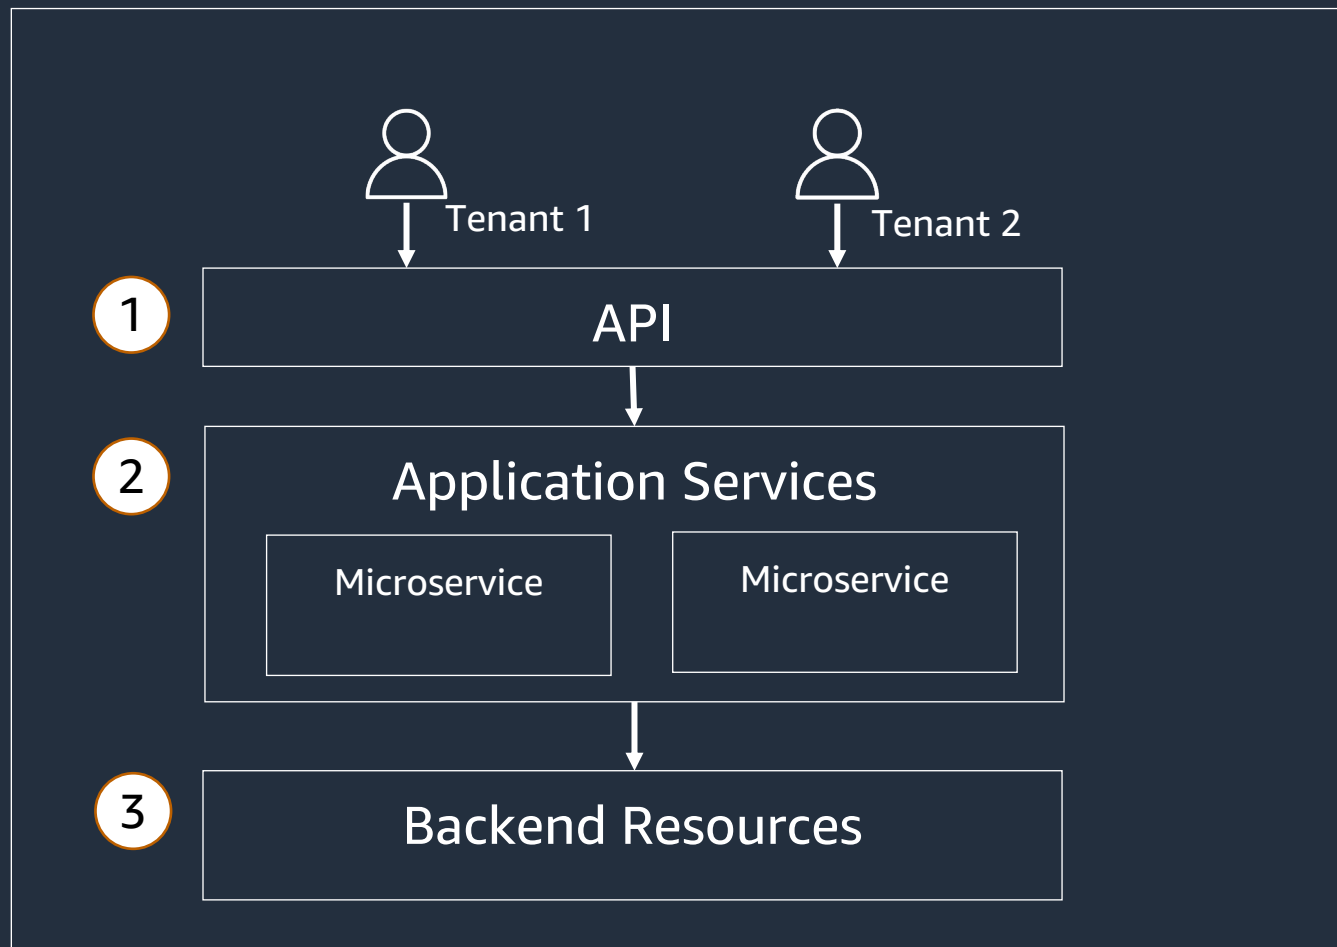 Tenant 1
Tenant 2
1
API
2
Application Services
Microservice
Microservice
3
Backend Resources